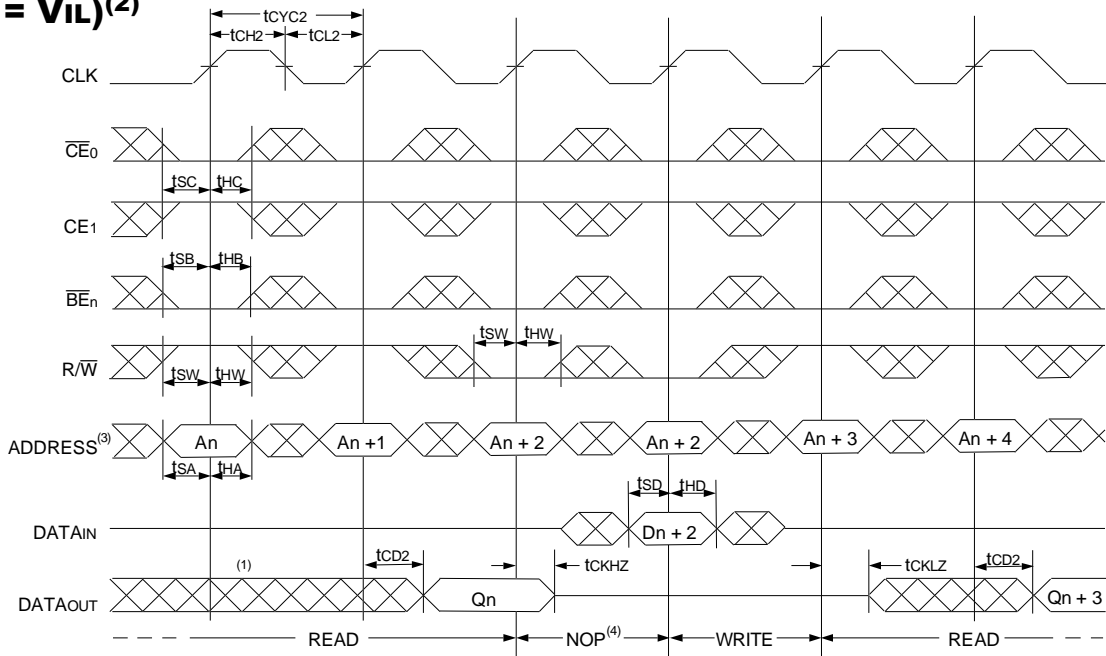 = VIL)(2)
tCYC2
tCH2 tCL2
CLK
CE0
tSC tHC
CE1
tSB tHB
BEn
tSW tHW
R/W
tSW tHW
ADDRESS(3) An An +1 An + 2 An + 2 An + 3 An + 4
tSA tHA
tSD tHD
DATAIN Dn + 2
(1) tCD2 tCKHZ tCKLZ tCD2
DATAOUT Qn Qn + 3
READ NOP(4) WRITE READ